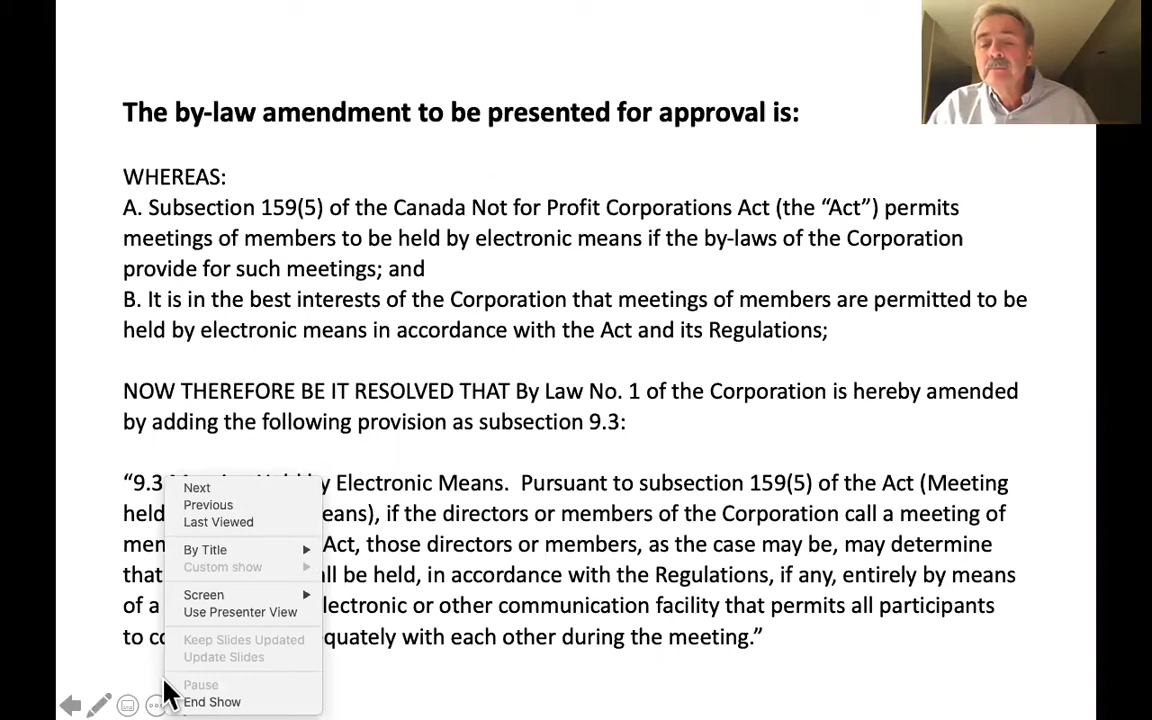 The by-law amendment to be presented for approval is:
WHEREAS:
A. Subsection 159(5) of the Canada Not for Profit Corporations Act (the “Act”) permits
meetings of members to be held by electronic means if the by-laws of the Corporation
provide for such meetings; and
B. It is in the best interests of the Corporation that meetings of members are permitted to be
held by electronic means in accordance with the Act and its Regulations;
NOW THEREFORE BE IT RESOLVED THAT By Law No. 1 of the Corporation is hereby amended
by adding the following provision as subsection 9.3:
“9.3 Electronic Means. Pursuant to subsection 159(5) of the Act (Meeting
held eans), if the directors or members of the Corporation call a meeting of
men Act, those directors or members, as the case may be, may determine
that ll be held, in accordance with the Regulations, if any, entirely by means
of a lectronic or other communication facility that permits all participants
to co quately with each other during the meeting.”
Next
Previous
Last Viewed
By Title
Custom show
Screen
Use Presenter View
Keep Slides Updated
Update Slides
Pause
End Show